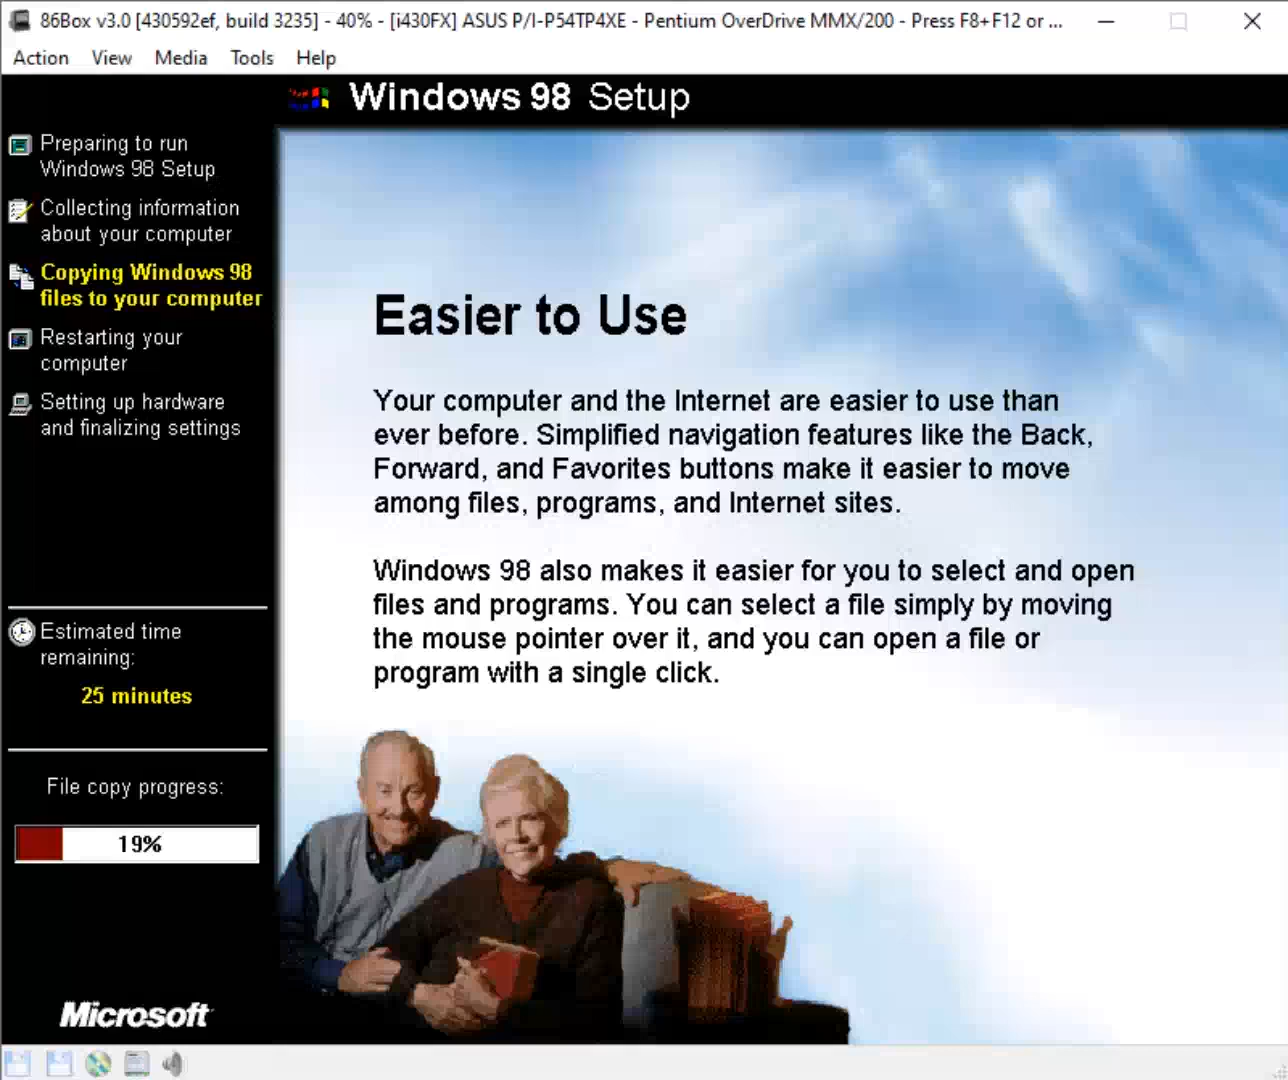 86Box v3.0 [430592ef, build 3235] - 40% - [i430FX] ASUS P/I-P54TP4XE - Pentium OverDrive MMX/200 - Press F8+F12 or ...
Action View Media Tools Help
Windows 98 Setup
Preparing to run
Windows 98 Setup
Collecting information
about your computer
Copying Windows 98
files to your computer
Restarting your
computer
Setting up hardware
and finalizing settings
Estimated time
remaining:
25 minutes
File copy progress:
19%
Microsoft
Easier to Use
Your computer and the Internet are easier to use than
ever before. Simplified navigation features like the Back,
Forward, and Favorites buttons make it easier to move
among files, programs, and Internet sites.
Windows 98 also makes it easier for you to select and open
files and programs. You can select a file simply by moving
the mouse pointer over it, and you can open a file or
program with a single click.